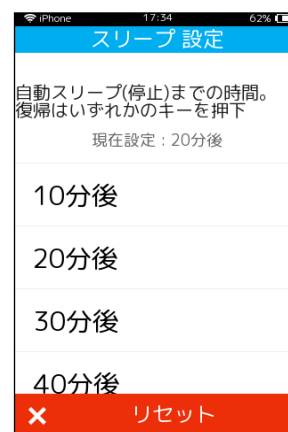 iPhone 17:34 62%
スリープ 設定
自動スリープ(停止)までの時間。
復帰はいずれかのキーを押下
現在設定 : 20分後
10分後
20分後
30分後
40分後
リセット